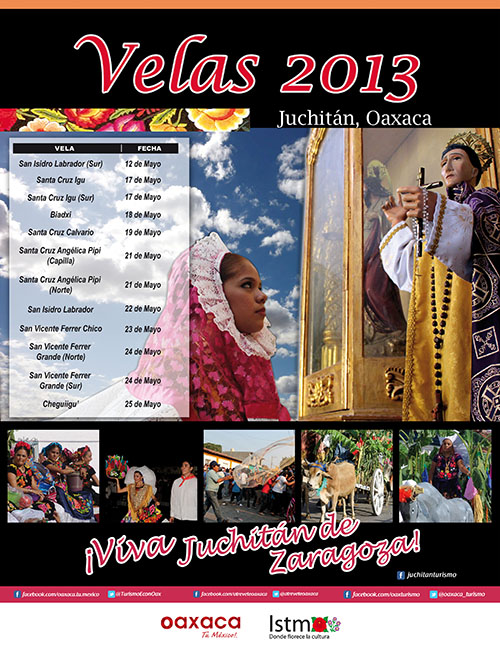 Velas 2013
Juchitán, Oaxaca
VELA | FECHA
San Isidro Labrador (Sur) 12 de Mayo
Santa Cruz Igu 17 de Mayo
Santa Cruz Igu (Sur) 17 de Mayo
Biadxi 18 de Mayo
Santa Cruz Calvario 19 de Mayo
Santa Cruz Angélica Pipi
(Capilla) 21 de Mayo
Santa Cruz Angélica Pipi
(Norte) 21 de Mayo
San Isidro Labrador 22 de Mayo
San Vicente Ferrer Chico 23 de Mayo
San Vicente Ferrer
Grande (Norte) 24 de Mayo
San Vicente Ferrer
Grande (Sur) 24 de Mayo
Cheguiigu' 25 de Mayo
¡Viva Juchitán de
Zaragoza!
juchitanturismo
facebook.com/oaxaca.tu.mexico @TurismoEconOax facebook.com/atreveteoaxaca @atreveteoaxaca facebook.com/oaxturismo @oaxaca_turismo
oaxaca
Tú México!.
Istmo
Donde florece la cultura